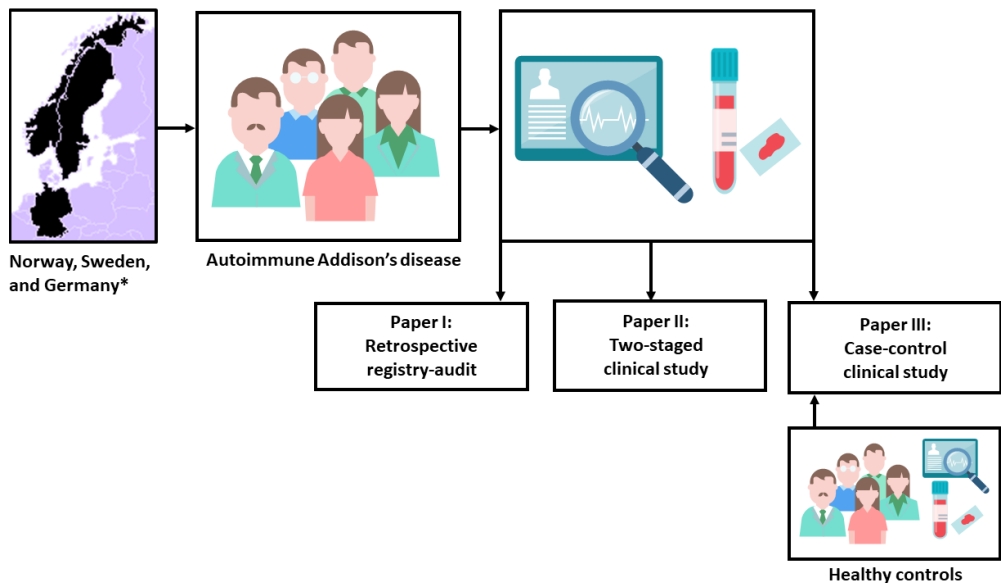 Norway, Sweden,
and Germany*
Autoimmune Addison's disease
Paper I:
Retrospective
registry-audit
Paper II:
Two-staged
clinical study
Paper III:
Case-control
clinical study
Healthy controls